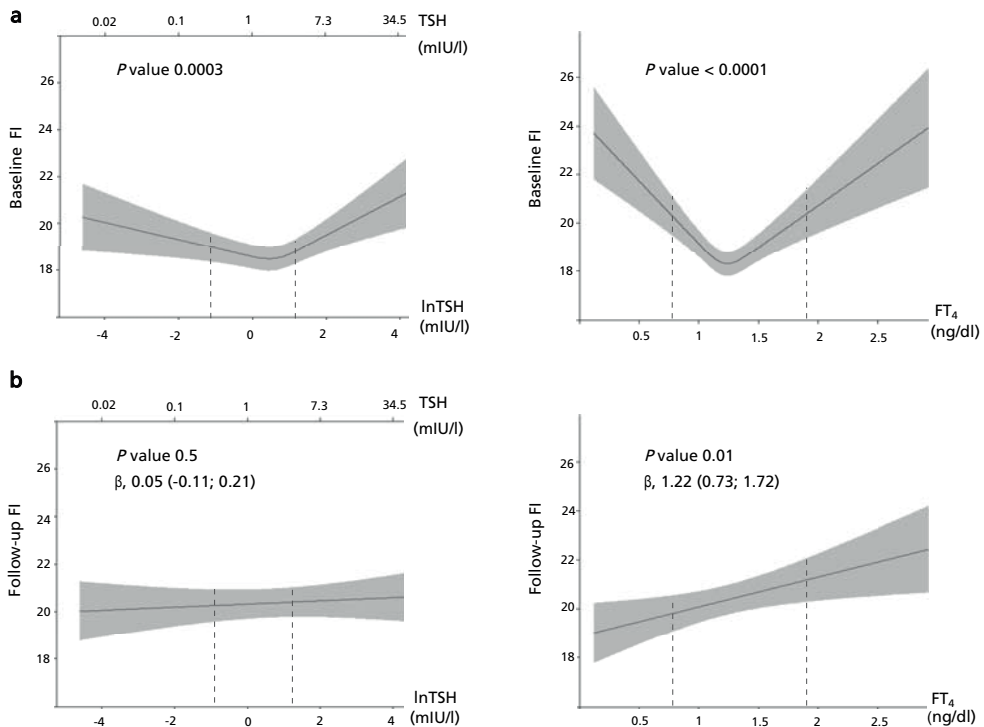 a
0.02 0.1 1 7.3 34.5 TSH
(mIU/l)
P value 0.0003
Baseline FI
26
24
22
20
18
-4 -2 0 2 4
lnTSH
(mIU/l)
P value < 0.0001
Baseline FI
26
24
22
20
18
0.5 1 1.5 2 2.5
FT4
(ng/dl)
b
0.02 0.1 1 7.3 34.5 TSH
(mIU/l)
P value 0.5
β, 0.05 (-0.11; 0.21)
Follow-up FI
26
24
22
20
18
-4 -2 0 2 4
lnTSH
(mIU/l)
P value 0.01
β, 1.22 (0.73; 1.72)
Follow-up FI
26
24
22
20
18
0.5 1 1.5 2 2.5
FT4
(ng/dl)